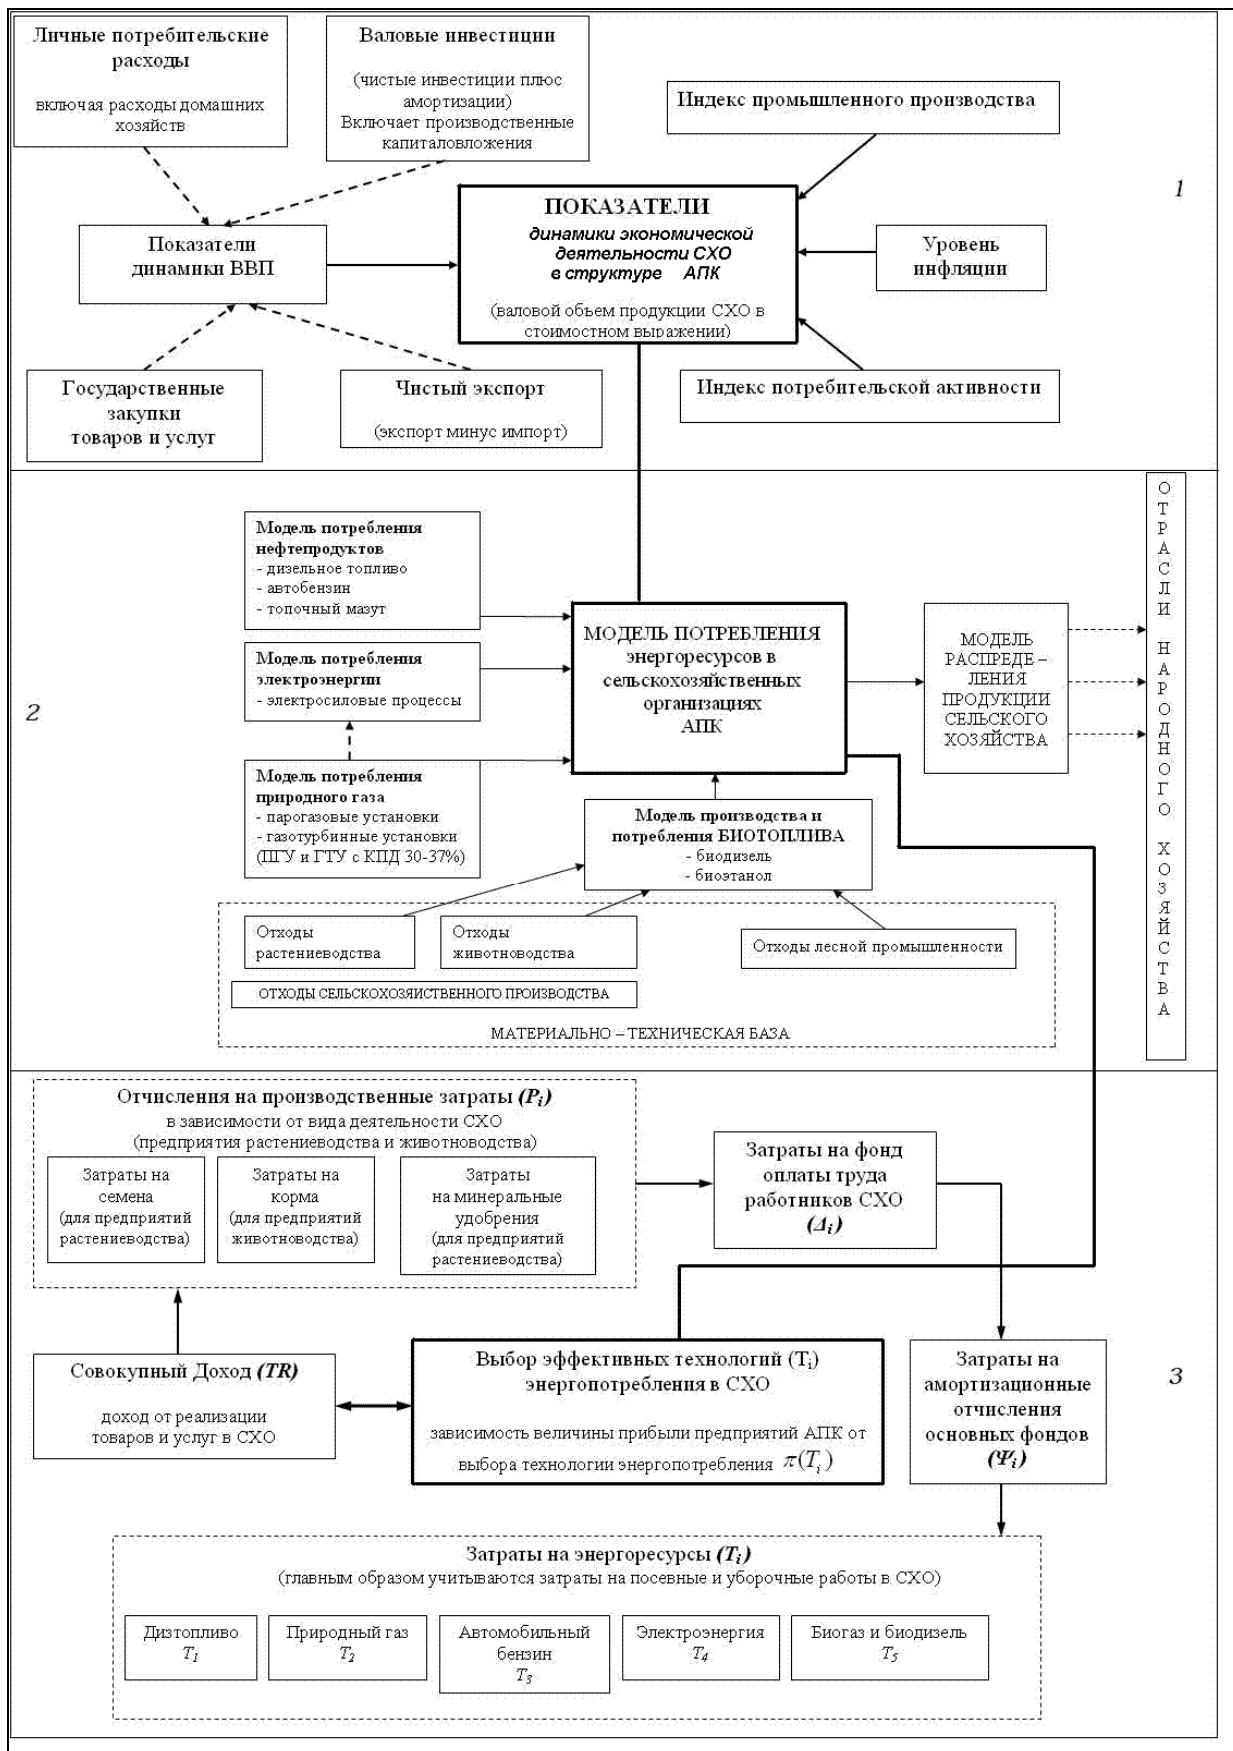 Личные потребительские
расходы
включая расходы домашних
хозяйств
Валовые инвестиции
(чистые инвестиции плюс
амортизации)
Включает производственные
капиталовложения
Индекс промышленного производства
1
ПОКАЗАТЕЛИ
динамики экономической
деятельности СХО
в структуре АПК
(валовой объем продукции СХО в
стоимостном выражении)
Показатели
динамики ВВП
Уровень
инфляции
Государственные
закупки
товаров и услуг
Чистый экспорт
(экспорт минус импорт)
Индекс потребительской активности
2
Модель потребления
нефтепродуктов
- дизельное топливо
- автобензин
- топочный мазут
Модель потребления
электроэнергии
- электросиловые процессы
Модель потребления
природного газа
- парогазовые установки
- газотурбинные установки
(ПГУ и ГТУ с КПД 30-37%)
МОДЕЛЬ ПОТРЕБЛЕНИЯ
энергоресурсов в
сельскохозяйственных
организациях
АПК
МОДЕЛЬ
РАСПРЕДЕ –
ЛЕНИЯ
ПРОДУКЦИИ
СЕЛЬСКОГО
ХОЗЯЙСТВА
ОТРАСЛИ НАРОДНОГО ХОЗЯЙСТВА
Модель производства и
потребления БИОТОПЛИВА
- биодизель
- биоэтанол
Отходы
растениеводства
Отходы
животноводства
Отходы лесной промышленности
ОТХОДЫ СЕЛЬСКОХОЗЯИСТВЕННОГО ПРОИЗВОДСТВА
МАТЕРИАЛЬНО – ТЕХНИЧЕСКАЯ БАЗА
Отчисления на производственные затраты (Pi)
в зависимости от вида деятельности СХО
(предприятия растениеводства и животноводства)
Затраты на
семена
(для предприятий
растениеводства)
Затраты на
корма
(для предприятий
животноводства)
Затраты
на минеральные
удобрения
(для предприятий
растениеводства)
Затраты на фонд
оплаты труда
работников СХО
(Δi)
3
Совокупный Доход (TR)
доход от реализации
товаров и услуг в СХО
Выбор эффективных технологий (Ti)
энергопотребления в СХО
зависимость величины прибыли предприятий АПК от
выбора технологии энергопотребления π(Ti)
Затраты на
амортизационные
отчисления
основных фондов
(Ψi)
Затраты на энергоресурсы (Ti)
(главным образом учитываются затраты на посевные и уборочные работы в СХО)
Дизтопливо
T1
Природный газ
T2
Автомобильный
бензин
T3
Электроэнергия
T4
Биогаз и биодизель
T5